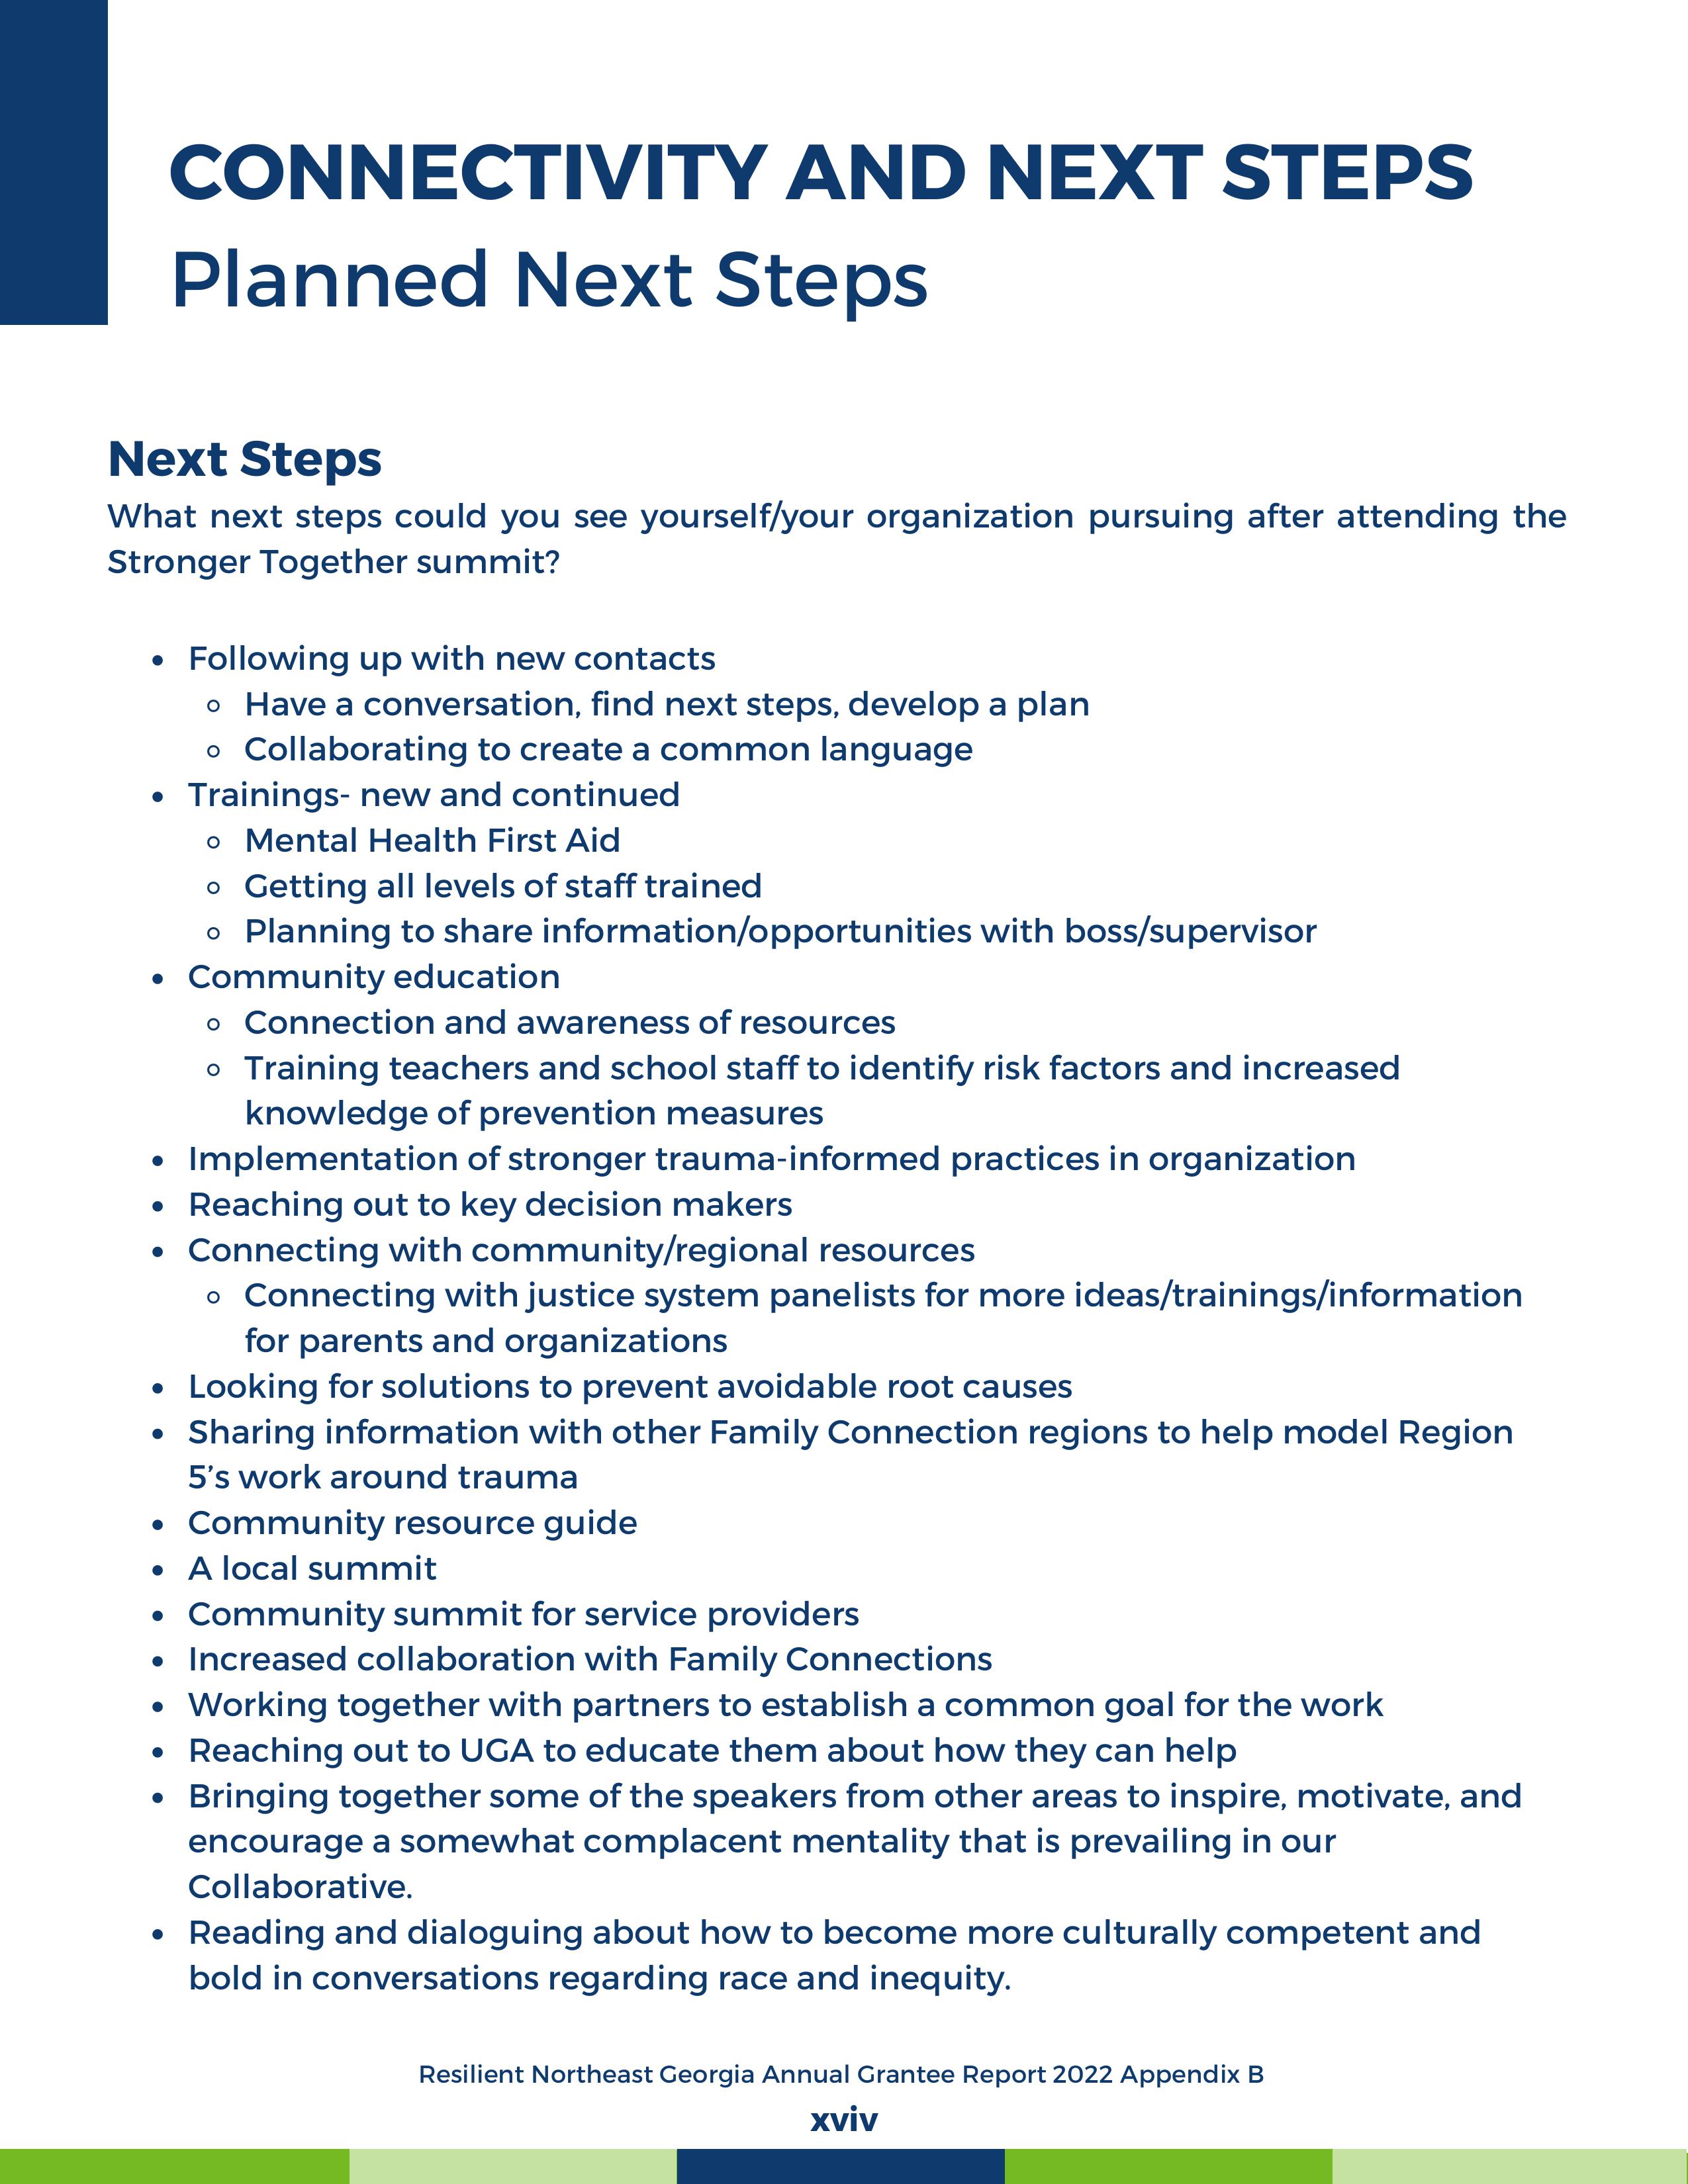 CONNECTIVITY AND NEXT STEPS
Planned Next Steps
Next Steps
What next steps could you see yourself/your organization pursuing after attending the
Stronger Together summit?
• Following up with new contacts
◦ Have a conversation, find next steps, develop a plan
◦ Collaborating to create a common language
• Trainings- new and continued
◦ Mental Health First Aid
◦ Getting all levels of staff trained
◦ Planning to share information/opportunities with boss/supervisor
• Community education
◦ Connection and awareness of resources
◦ Training teachers and school staff to identify risk factors and increased
knowledge of prevention measures
• Implementation of stronger trauma-informed practices in organization
• Reaching out to key decision makers
• Connecting with community/regional resources
◦ Connecting with justice system panelists for more ideas/trainings/information
for parents and organizations
• Looking for solutions to prevent avoidable root causes
• Sharing information with other Family Connection regions to help model Region
5’s work around trauma
• Community resource guide
• A local summit
• Community summit for service providers
• Increased collaboration with Family Connections
• Working together with partners to establish a common goal for the work
• Reaching out to UGA to educate them about how they can help
• Bringing together some of the speakers from other areas to inspire, motivate, and
encourage a somewhat complacent mentality that is prevailing in our
Collaborative.
• Reading and dialoguing about how to become more culturally competent and
bold in conversations regarding race and inequity.
Resilient Northeast Georgia Annual Grantee Report 2022 Appendix B
xviv